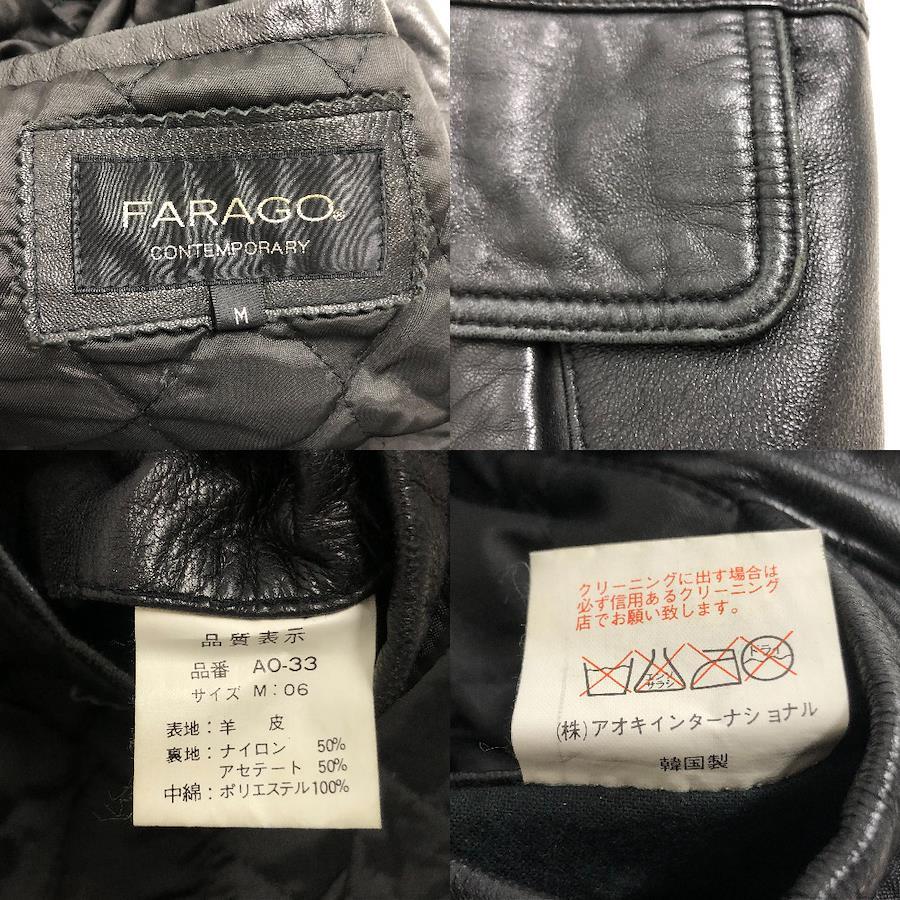 FARAGO®
CONTEMPORARY
M
品質表示
品番 AO-33
サイズ M:06
表地:羊 皮
裏地:ナイロン 50%
アセテート 50%
中綿:ポリエステル100%
クリーニングに出す場合は
必ず信用あるクリーニング
店でお願い致します。
エンソ
サラシ
ドライ
(株)アオキインターナショナル
韓国製